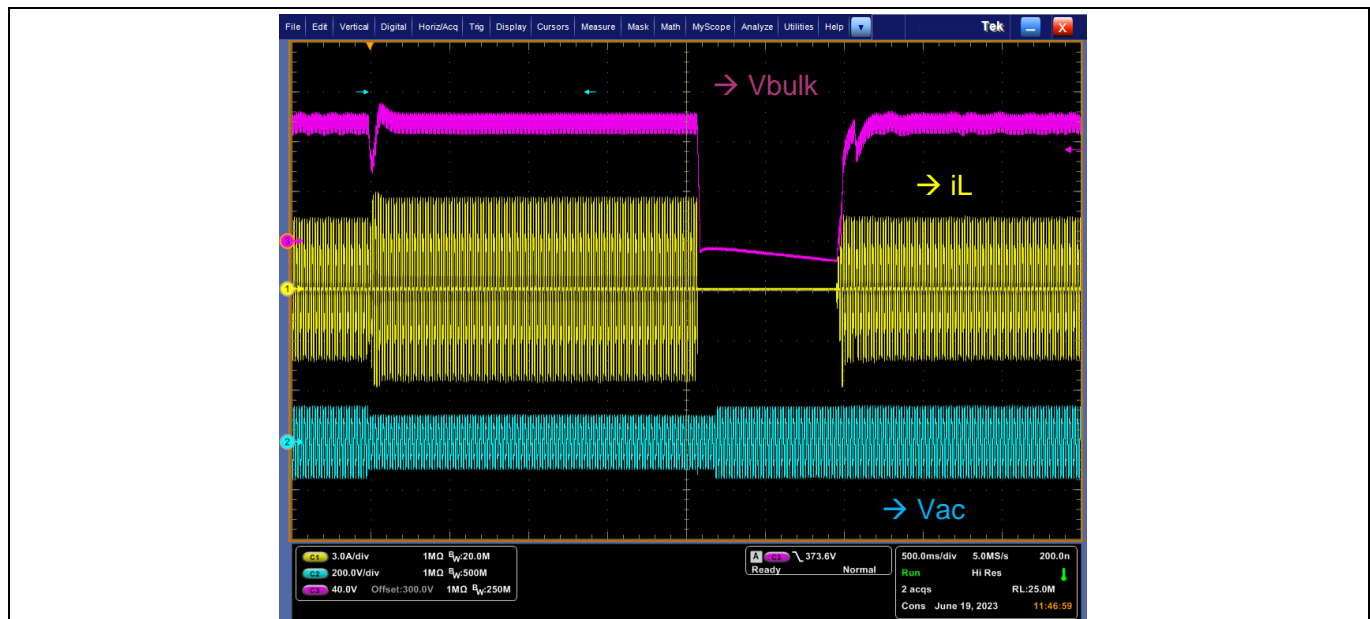 File Edit Vertical Digital Horiz/Acq Trig Display Cursors Measure Mask Math MyScope Analyze Utilities Help Tek X
→ Vbulk
→ iL
3
1
2
→ Vac
C1 3.0A/div 1MΩ BW:20.0M
C2 200.0V/div 1MΩ BW:500M
C3 40.0V Offset:300.0V 1MΩ BW:250M
A C3 373.6V
Ready Normal
500.0ms/div 5.0MS/s 200.0n
Run Hi Res
2 acqs RL:25.0M
Cons June 19, 2023 11:46:59